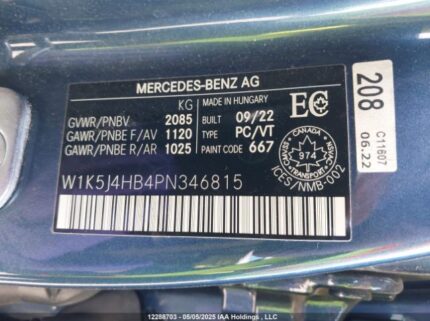 MERCEDES-BENZ AG
KG
MADE IN HUNGARY
EC
GVWR/PNBV 2085
BUILT 09/22
GAWR/PNBE F/AV 1120
TYPE PC/VT
GAWR/PNBE R/AR 1025
PAINT CODE 667
W1K5J4HB4PN346815
CANADA
974
TRANSPORT
ICES/NMB-002
208
C11607
06.22
12288703 - 05/05/2025 IAA Holdings, LLC